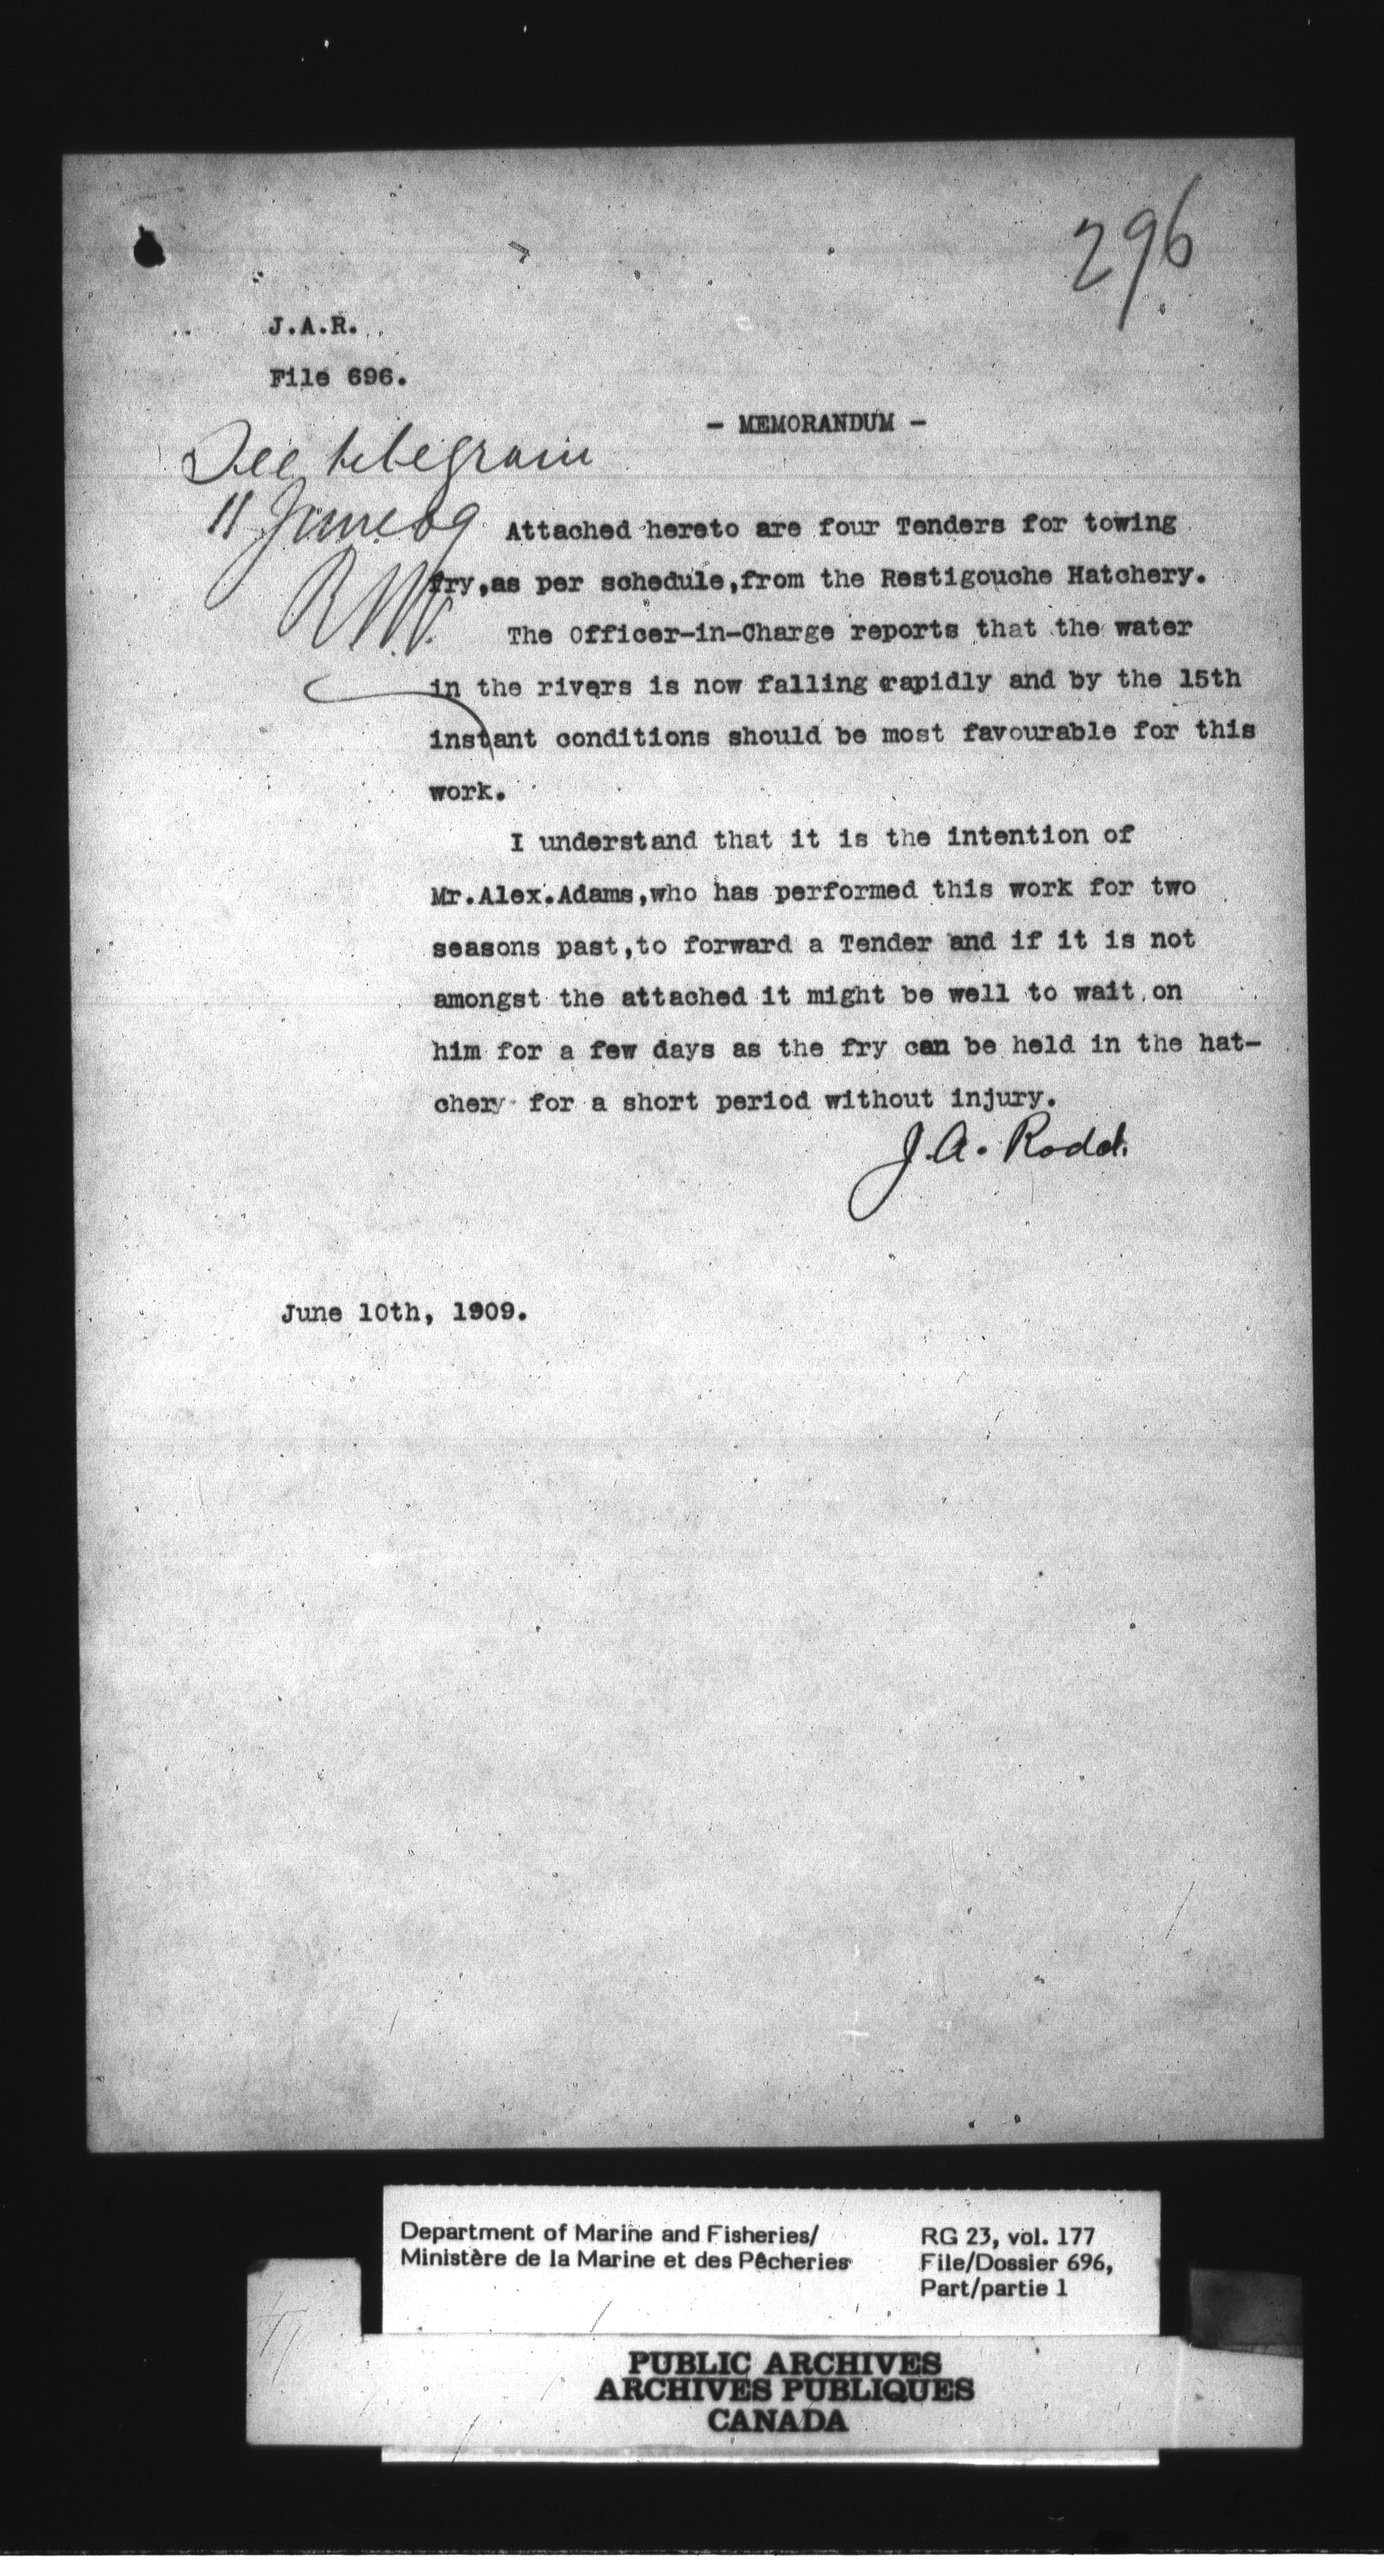 296
J.A.R.
File 696.
- MEMORANDUM -
See telegram
11 June 09
R.N.V.
Attached hereto are four Tenders for towing
fry,as per schedule,from the Restigouche Hatchery.
The Officer-in-Charge reports that the water
in the rivers is now falling rapidly and by the 15th
instant conditions should be most favourable for this
work.
I understand that it is the intention of
Mr.Alex.Adams,who has performed this work for two
seasons past,to forward a Tender and if it is not
amongst the attached it might be well to wait on
him for a few days as the fry can be held in the hat-
chery for a short period without injury.
J.A. Rodd.
June 10th, 1909.
Department of Marine and Fisheries/
Ministère de la Marine et des Pêcheries
RG 23, vol. 177
File/Dossier 696,
Part/partie 1
PUBLIC ARCHIVES
ARCHIVES PUBLIQUES
CANADA